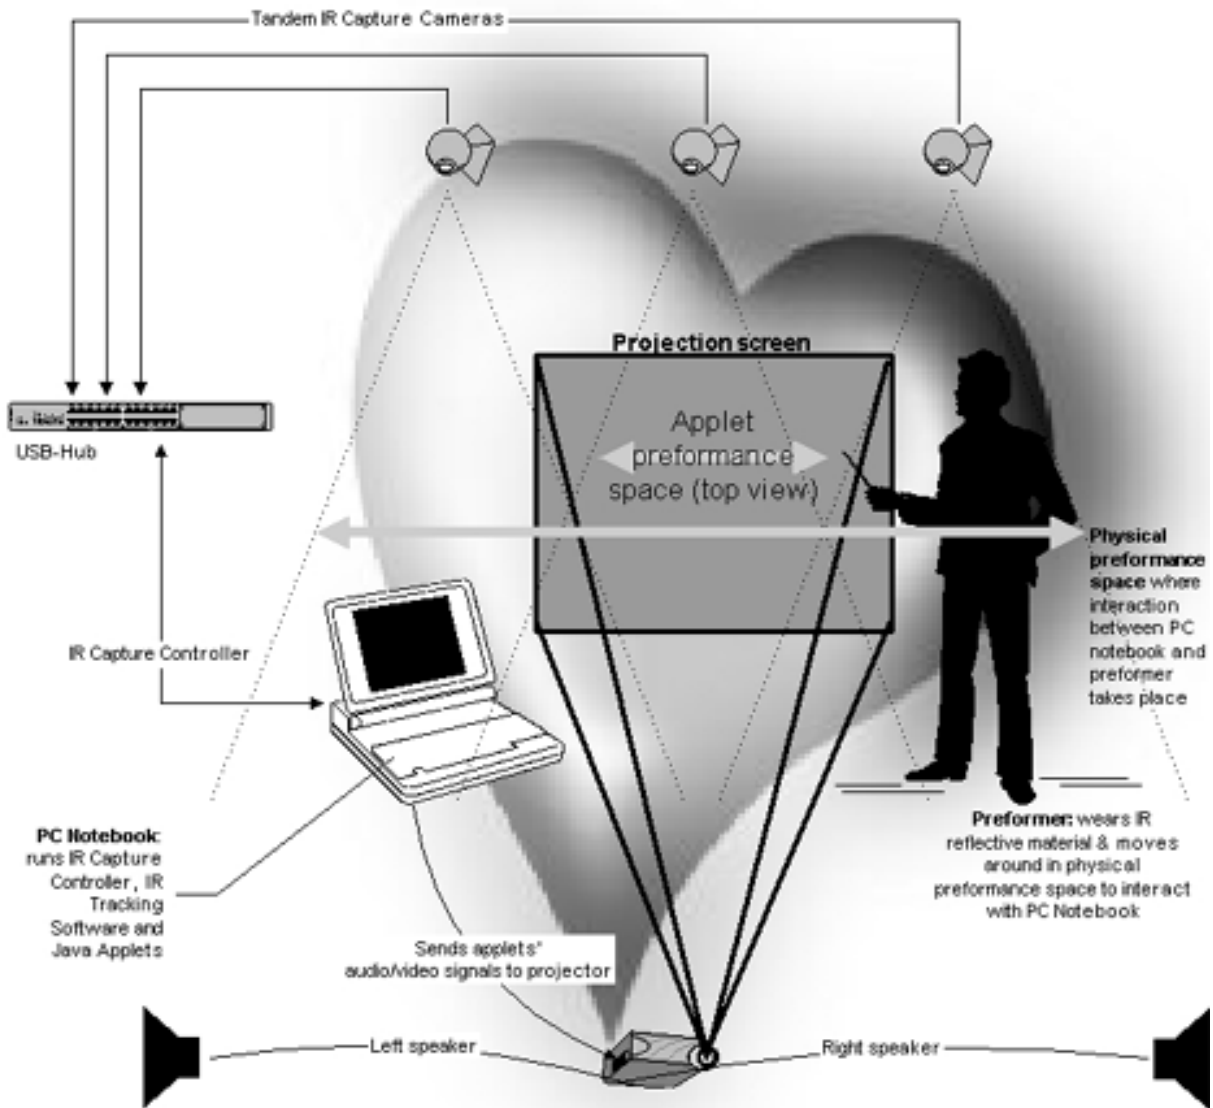 Tandem IR Capture Cameras
Projection screen
Applet
preformance
space (top view)
USB-Hub
Physical
preformance
space where
interaction
between PC
notebook and
preformer
takes place
IR Capture Controller
PC Notebook:
runs IR Capture
Controller, IR
Tracking
Software and
Java Applets
Preformer: wears IR
reflective material & moves
around in physical
preformance space to interact
with PC Notebook
Sends applets"
audio/video signals to projector
Left speaker
Right speaker